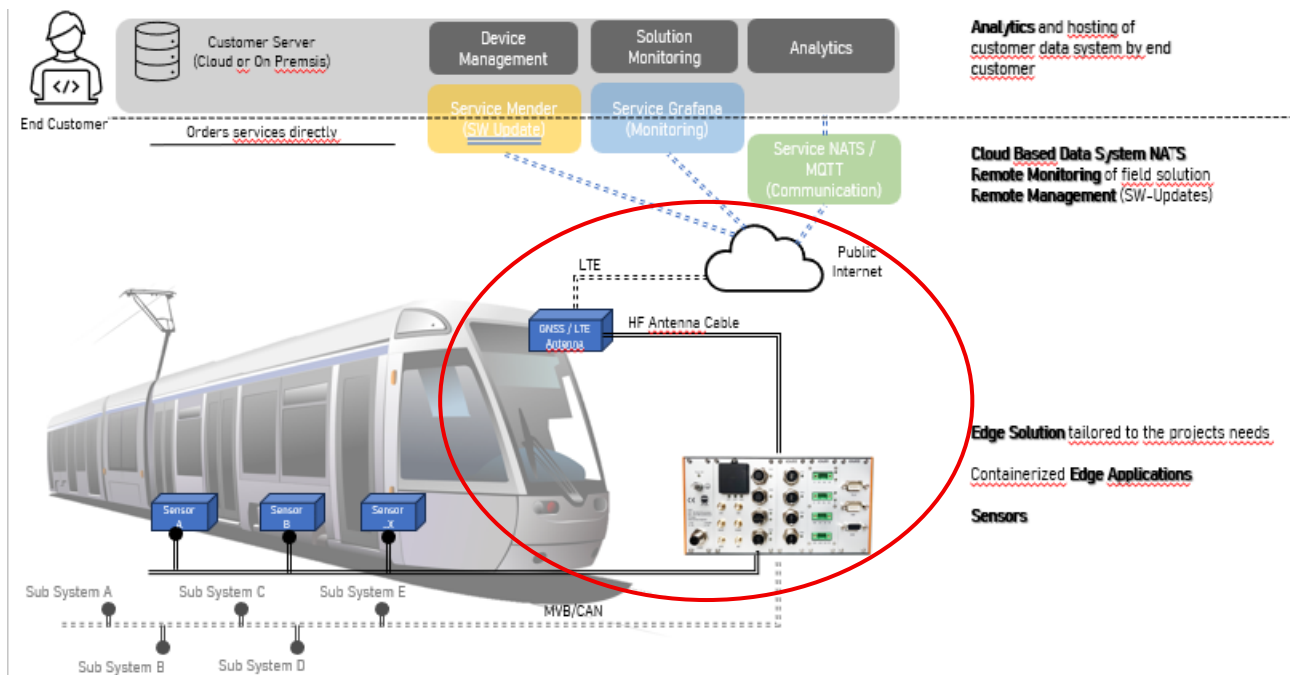 Customer Server
(Cloud or On Premsis)
Device
Management
Solution
Monitoring
Analytics
Analytics and hosting of
customer data system by end
customer
End Customer
Orders services directly
Service Mender
(SW Update)
Service Grafana
(Monitoring)
Service NATS /
MQTT
(Communication)
Cloud Based Data System NATS
Remote Monitoring of field solution
Remote Management (SW-Updates)
Public
Internet
LTE
GNSS / LTE
Antenna
HF Antenna Cable
Edge Solution tailored to the projects needs
Containerized Edge Applications
Sensors
Sensor
A
Sensor
B
Sensor
..X
Sub System A
Sub System C
Sub System E
MVB/CAN
Sub System B
Sub System D